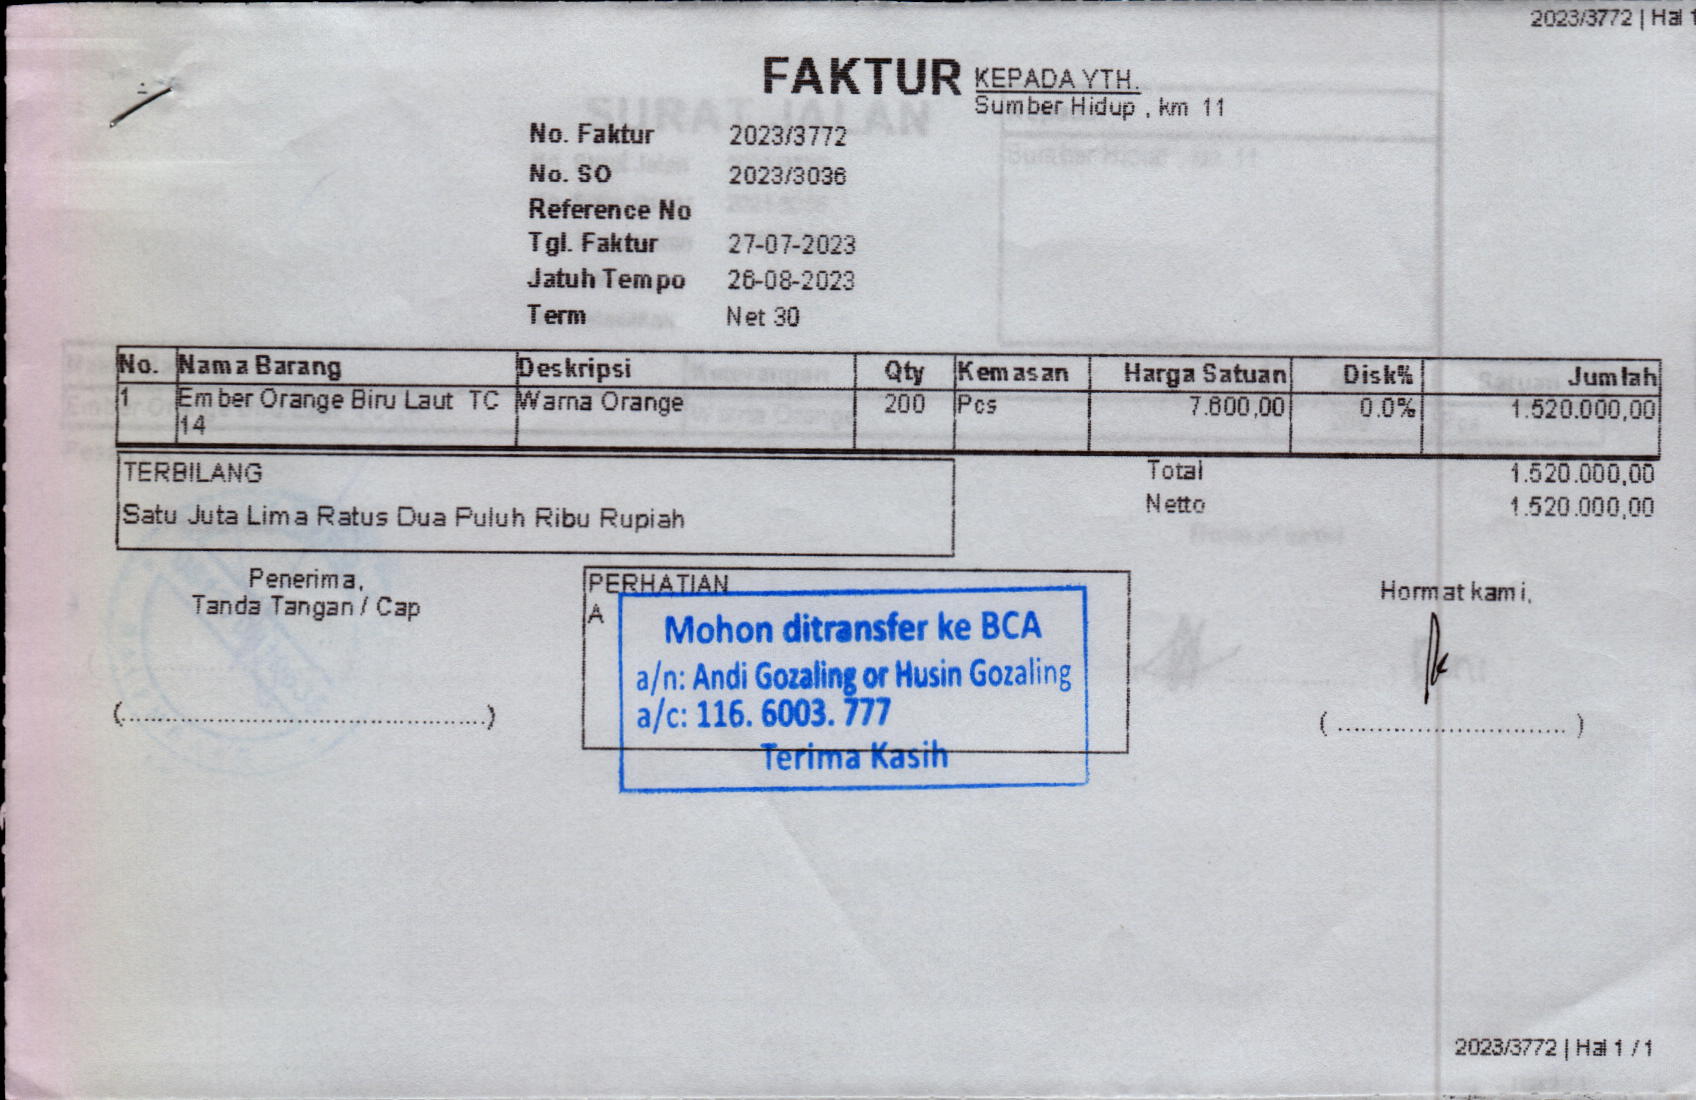 2023/3772 | Hal 1
FAKTUR
KEPADA YTH.
Sumber Hidup , km 11
No. Faktur 2023/3772
No. SO 2023/3036
Reference No
Tgl. Faktur 27-07-2023
Jatuh Tempo 26-08-2023
Term Net 30
No. Nama Barang Deskripsi Qty Kemasan Harga Satuan Disk% Jumlah
1 Ember Orange Biru Laut TC Warna Orange 200 Pcs 7.600,00 0.0% 1.520.000,00
14
TERBILANG
Satu Juta Lima Ratus Dua Puluh Ribu Rupiah
Total 1.520.000,00
Netto 1.520.000,00
Penerima,
Tanda Tangan / Cap
(..................................................)
PERHATIAN
A
Mohon ditransfer ke BCA
a/n: Andi Gozaling or Husin Gozaling
a/c: 116. 6003. 777
Terima Kasih
Hormat kami,
( ............................... )
2023/3772 | Hal 1 / 1